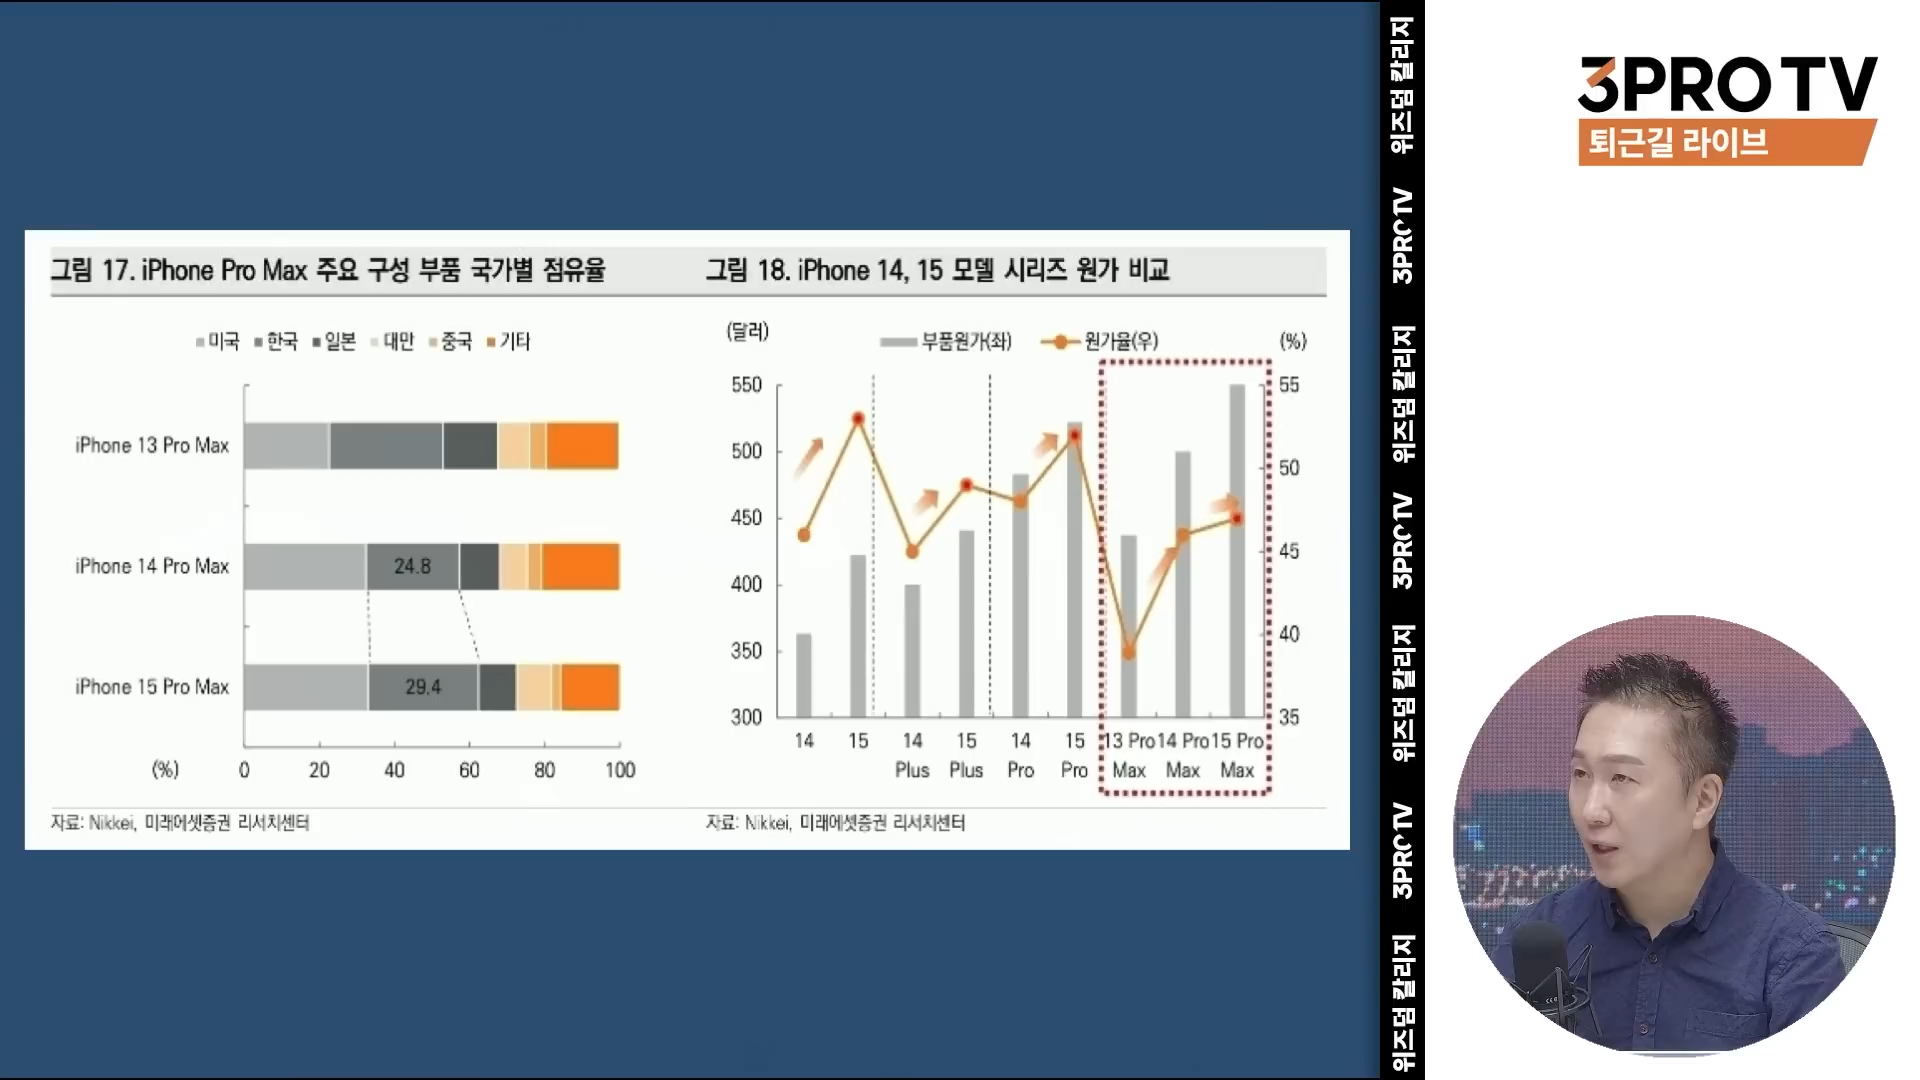 그림 17. iPhone Pro Max 주요 구성 부품 국가별 점유율
미국 한국 일본 대만 중국 기타
iPhone 13 Pro Max
iPhone 14 Pro Max
24.8
iPhone 15 Pro Max
29.4
(%) 0 20 40 60 80 100
자료: Nikkei, 미래에셋증권 리서치센터
그림 18. iPhone 14, 15 모델 시리즈 원가 비교
(달러) 부품원가(좌) 원가율(우) (%)
550 55
500 50
450 45
400 40
350
300 35
14 15 14 Plus 15 Plus 14 Pro 15 Pro 13 Pro Max 14 Pro Max 15 Pro Max
자료: Nikkei, 미래에셋증권 리서치센터
위즈덤 칼리지
3PROTV
위즈덤 칼리지
3PROTV
위즈덤 칼리지
3PROTV
위즈덤 칼리지
3PROTV
퇴근길 라이브